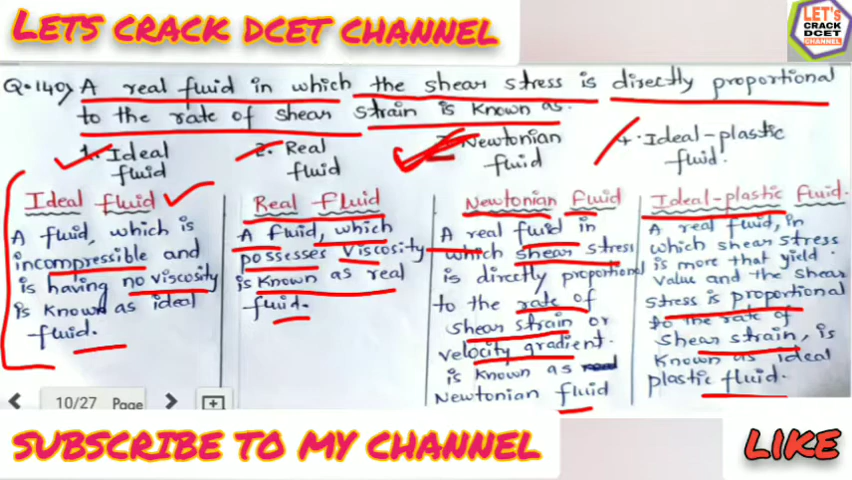 LETS CRACK DCET CHANNEL
LET'S
CRACK
DCET
CHANNEL
Q.140) A real fluid in which the shear stress is directly proportional
to the rate of shear strain is known as.
1. Ideal
fluid
2. Real
fluid
3. Newtonian
fluid
4. Ideal-plastic
fluid.
Ideal fluid
A fluid, which is
incompressible and
is having no viscosity
is known as ideal
fluid.
Real Fluid
A fluid, which
possesses viscosity
is known as real
fluid.
Newtonian Fluid
A real fluid in
which shear stress
is directly proportional
to the rate of
shear strain or
velocity gradient.
is known as
Newtonian fluid
Ideal-plastic fluid.
A real fluid, in
which shear stress
is more that yield
value and the shear
stress is proportional
to the rate of
shear strain, is
known as ideal
plastic fluid.
10/27 Page
SUBSCRIBE TO MY CHANNEL
LIKE